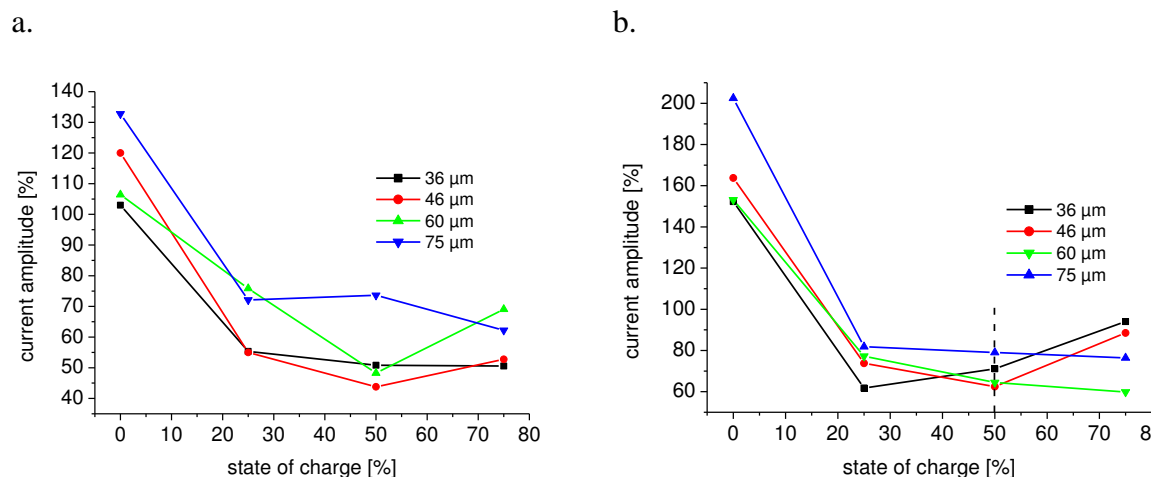 a.
b.
140
130
120
110
100
90
80
70
60
50
40
current amplitude [%]
36 µm
46 µm
60 µm
75 µm
0 10 20 30 40 50 60 70 80
state of charge [%]
200
180
160
140
120
100
80
60
current amplitude [%]
36 µm
46 µm
60 µm
75 µm
0 10 20 30 40 50 60 70 8
state of charge [%]